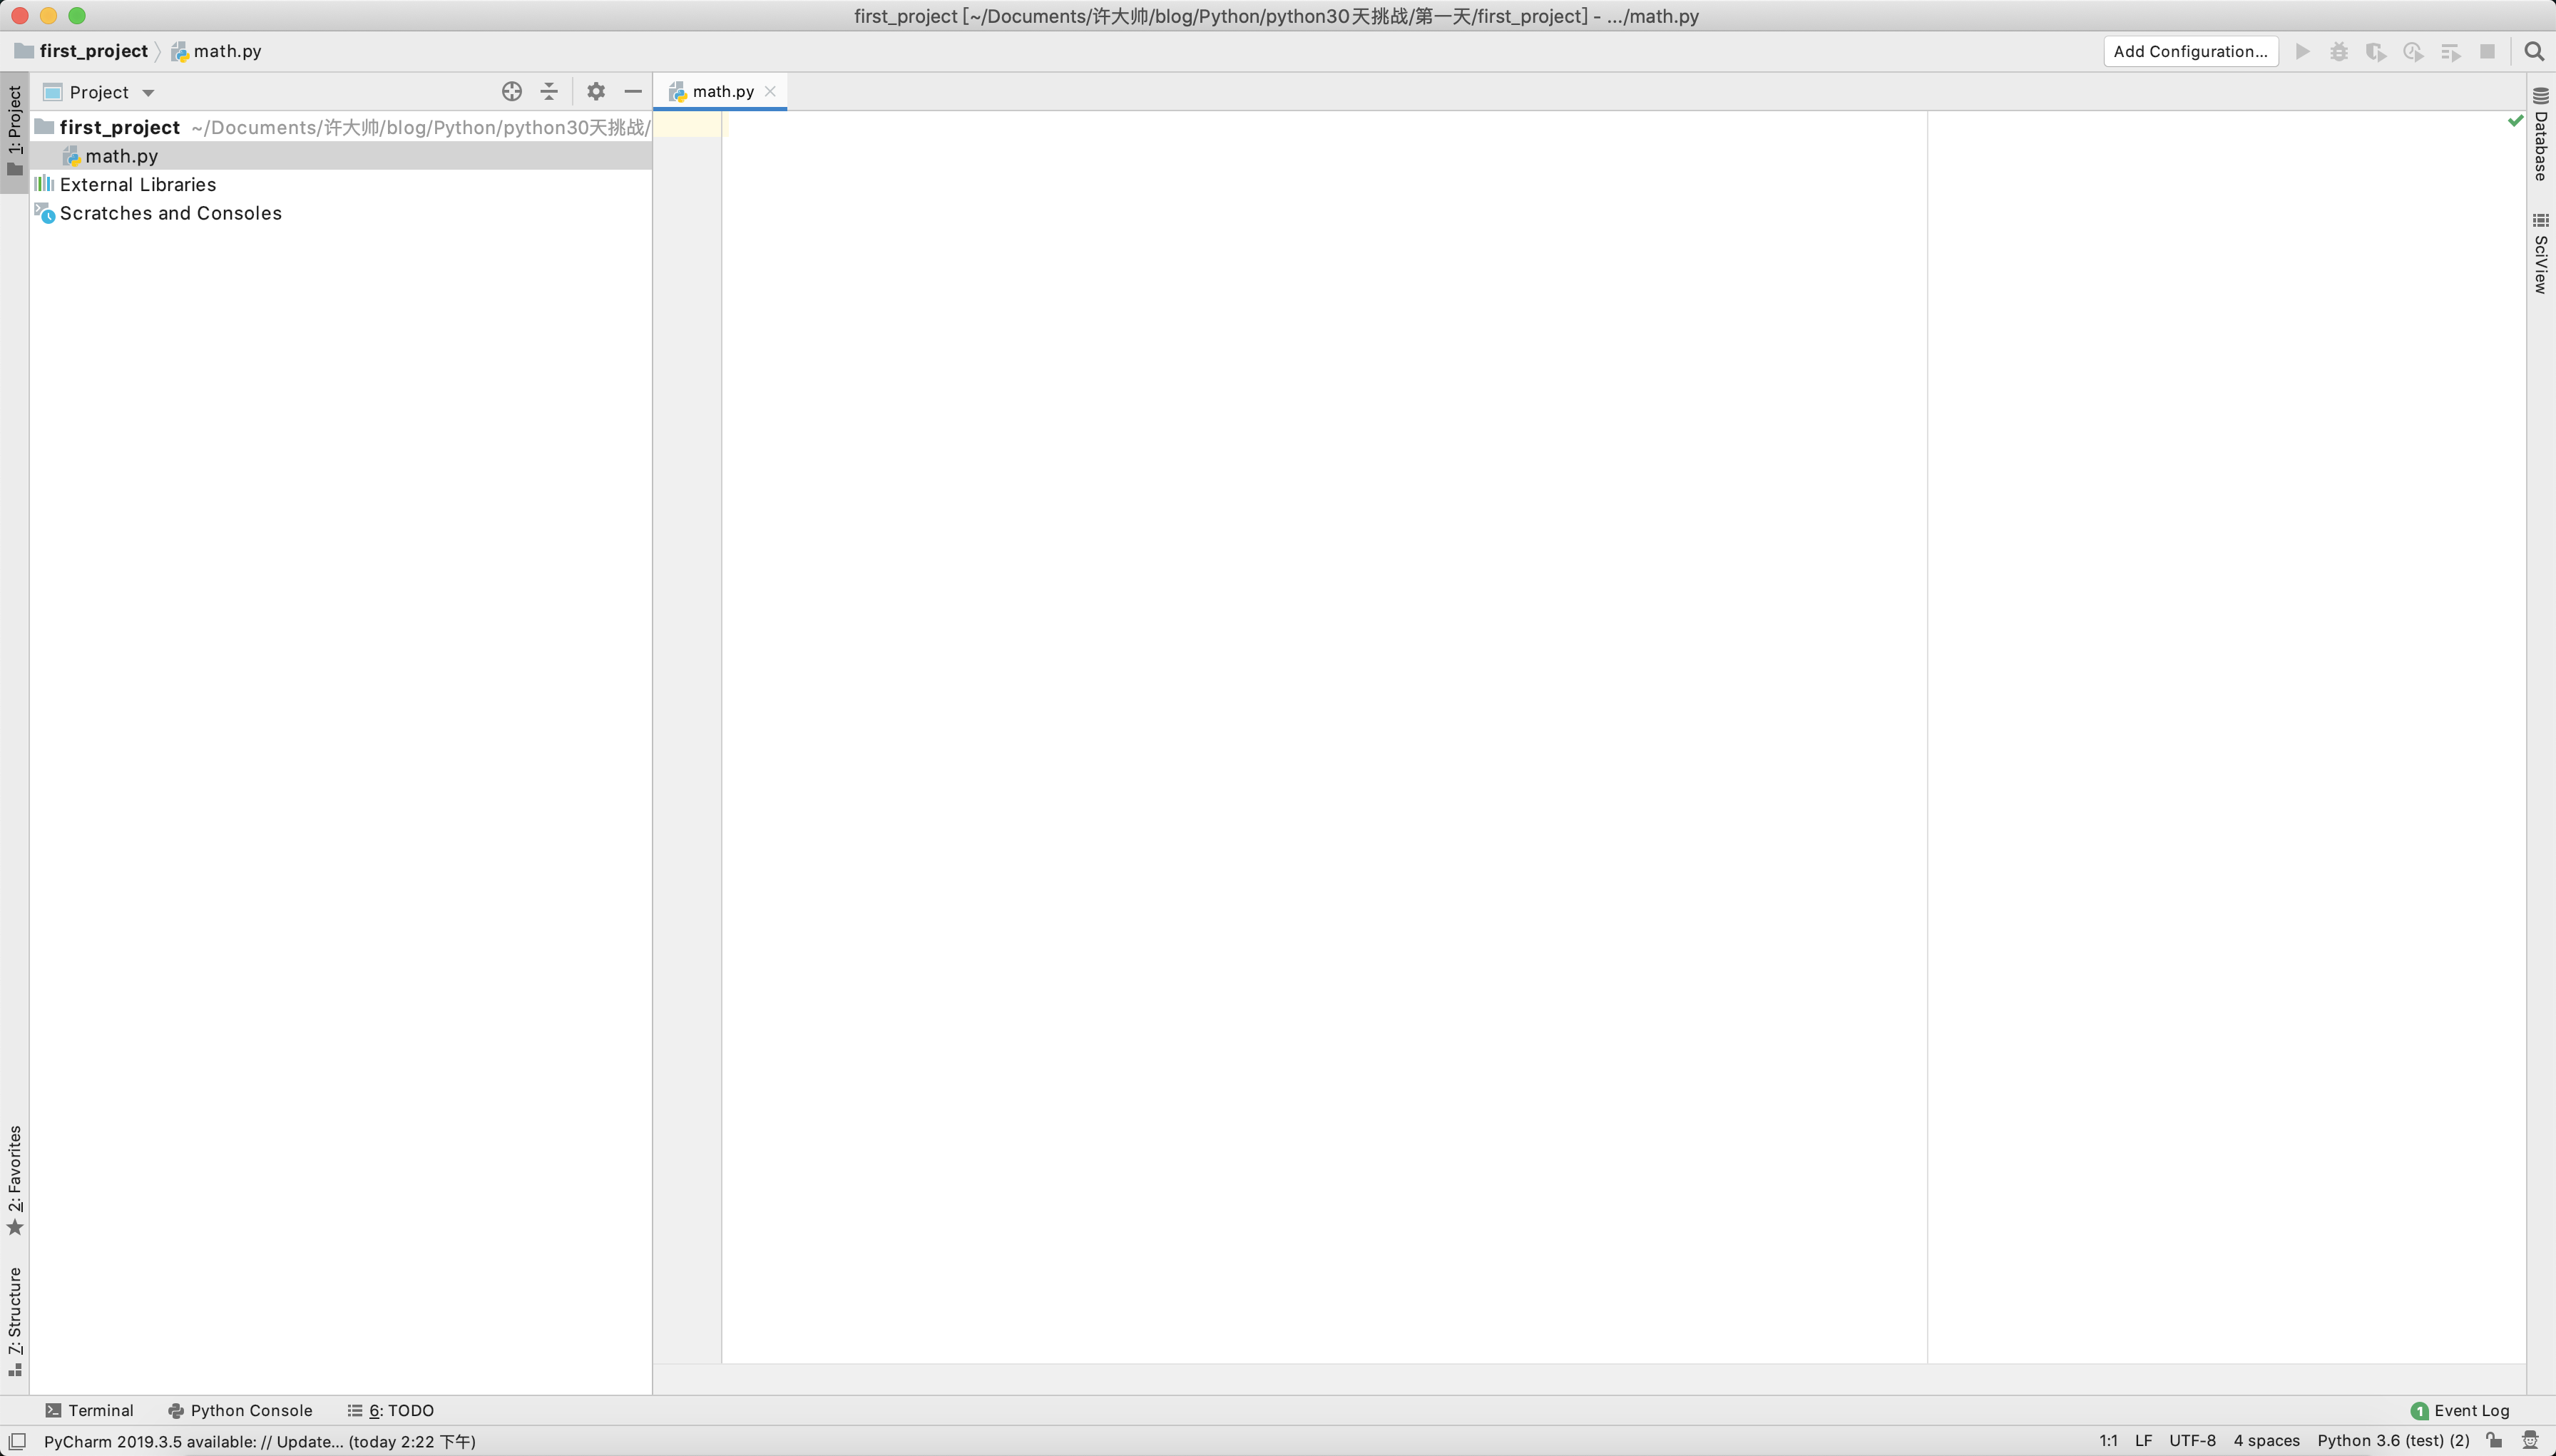 first_project [~/Documents/许大帅/blog/Python/python30天挑战/第一天/first_project] - .../math.py
first_project math.py
Add Configuration...
1: Project
Project
math.py
first_project ~/Documents/许大帅/blog/Python/python30天挑战/
math.py
External Libraries
Scratches and Consoles
Database
SciView
2: Favorites
7: Structure
Terminal Python Console 6: TODO
1 Event Log
PyCharm 2019.3.5 available: // Update... (today 2:22 下午)
1:1 LF UTF-8 4 spaces Python 3.6 (test) (2)